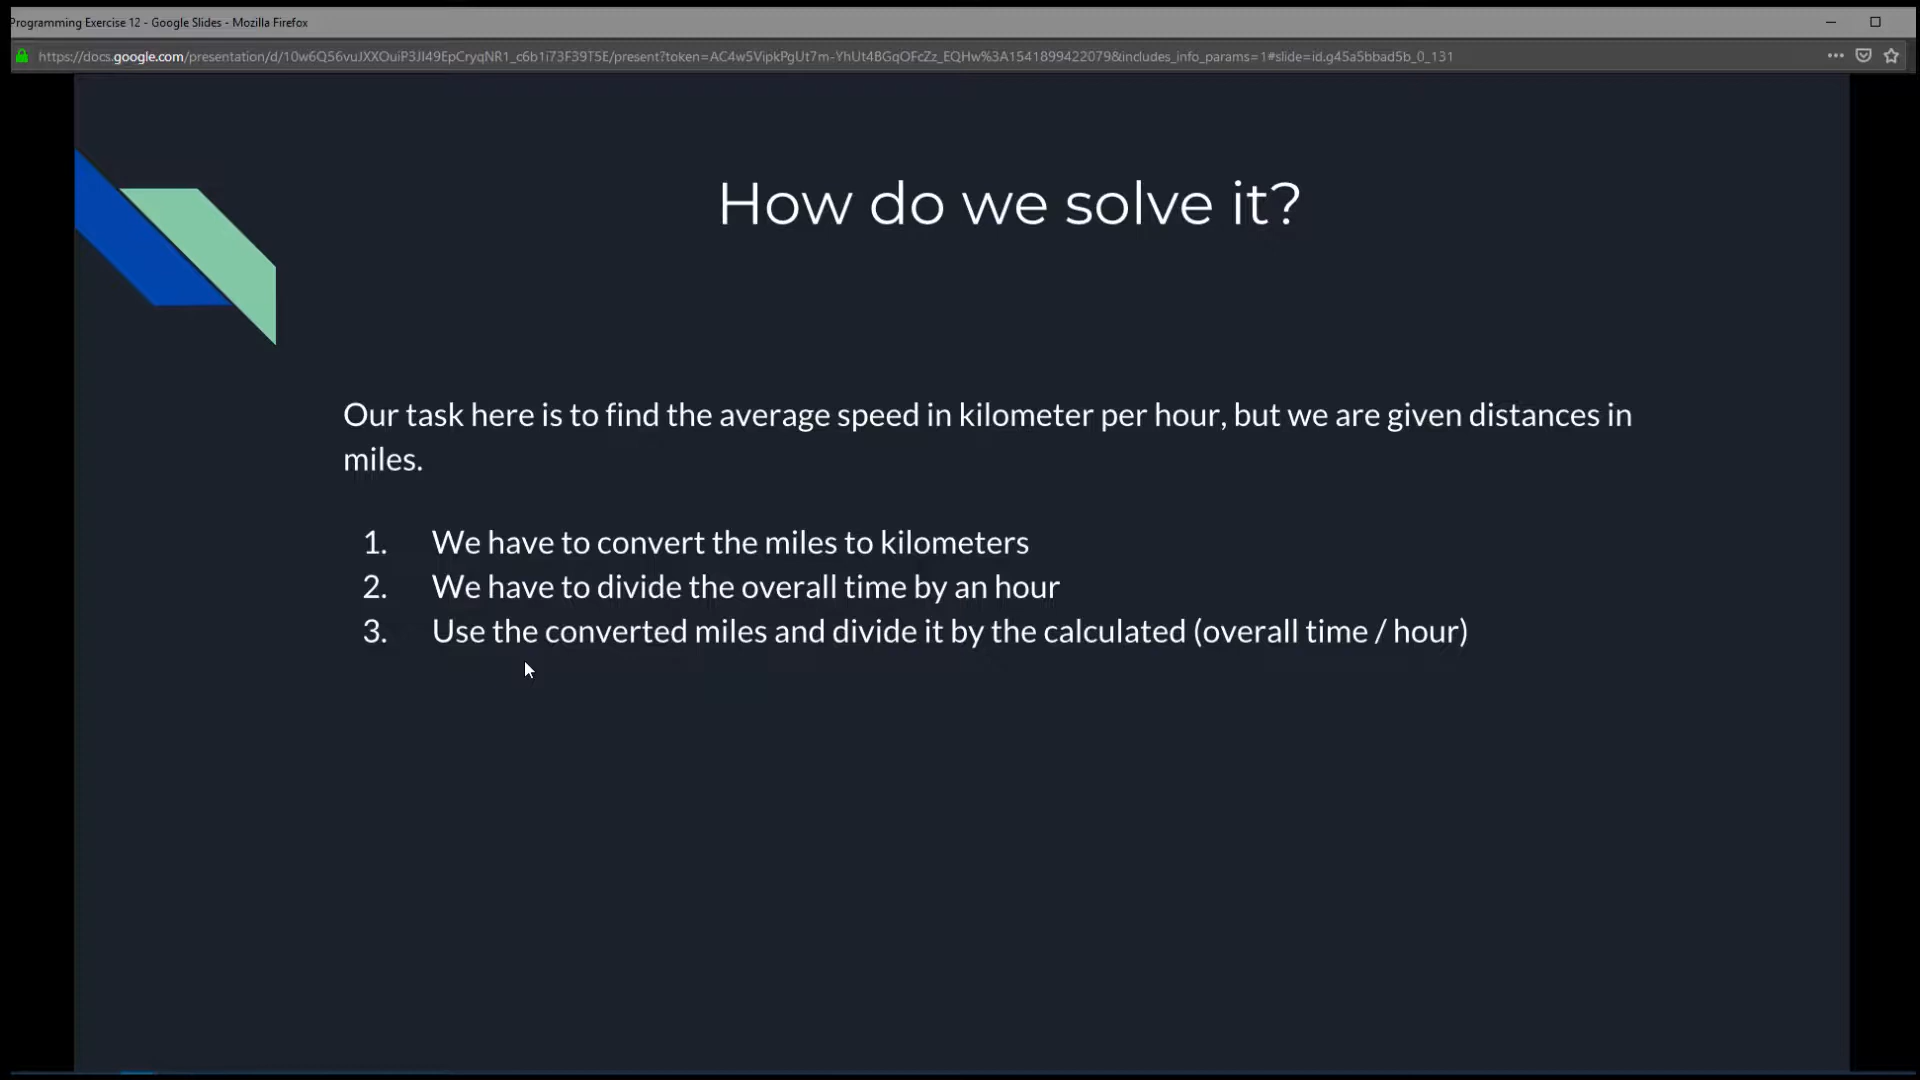 Programming Exercise 12 - Google Slides - Mozilla Firefox
https://docs.google.com/presentation/d/10w6Q56vuJXXOuiP3JI49EpCryqNR1_c6b1i73F39T5E/present?token=AC4w5VipkPgUt7m-YhUt4BGqOFcZz_EQHw%3A1541899422079&includes_info_params=1#slide=id.g45a5bbad5b_0_131
How do we solve it?
Our task here is to find the average speed in kilometer per hour, but we are given distances in
miles.
1. We have to convert the miles to kilometers
2. We have to divide the overall time by an hour
3. Use the converted miles and divide it by the calculated (overall time / hour)